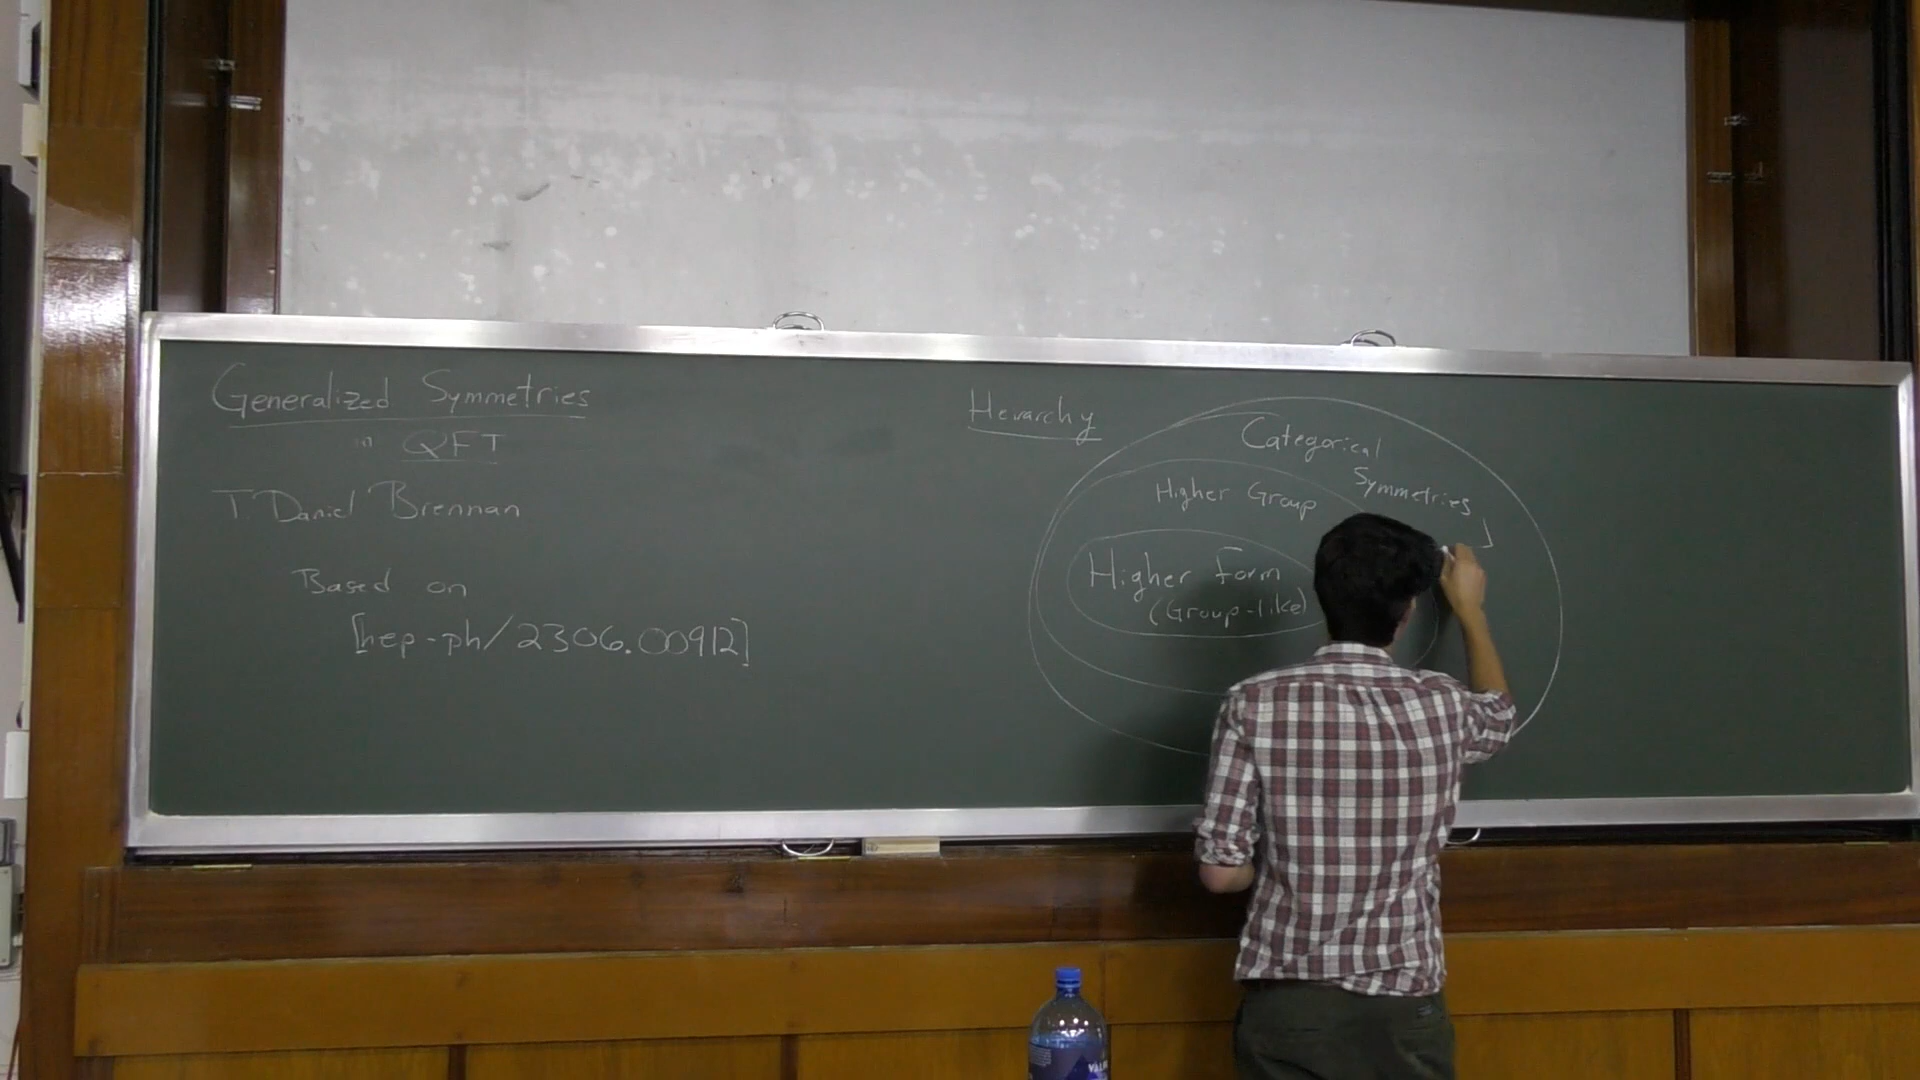 Generalized Symmetries
in QFT
T. Daniel Brennan
Based on
[hep-ph/2306.00912]
Hierarchy
Categorical
Symmetries
Higher Group
Higher Form
(Group-like)